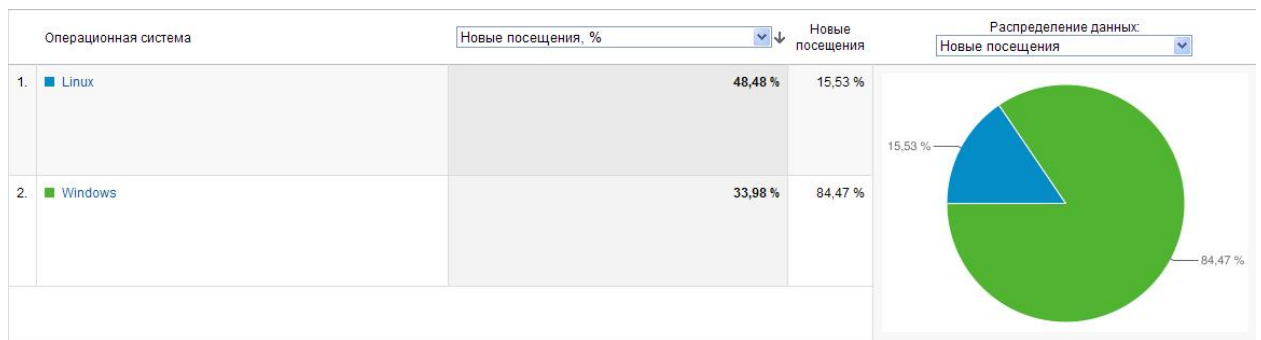 Операционная система
Новые посещения, %
Новые
посещения
Распределение данных:
Новые посещения
1. Linux 48,48 % 15,53 %
15,53 %
2. Windows 33,98 % 84,47 %
84,47 %